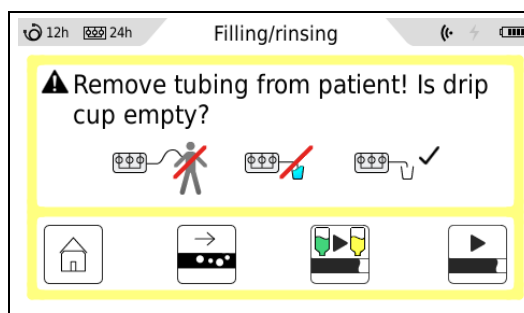 12h 24h Filling/rinsing
Remove tubing from patient! Is drip
cup empty?